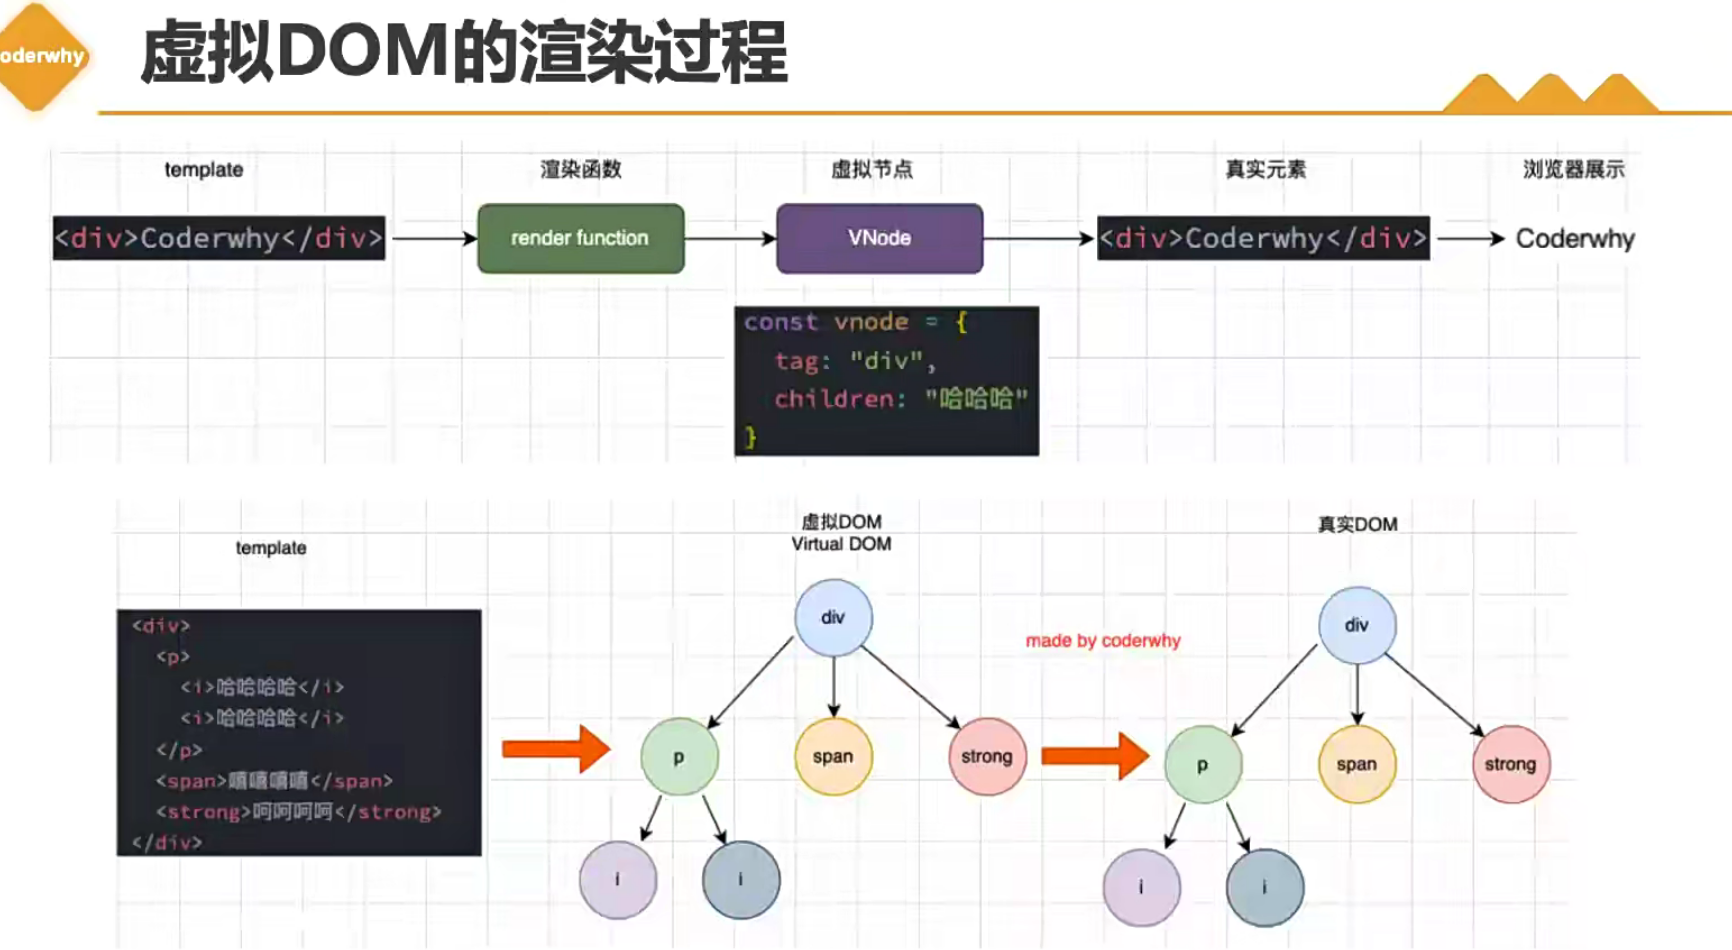 oderwhy
虚拟DOM的渲染过程
template
渲染函数
虚拟节点
真实元素
浏览器展示
<div>Coderwhy</div>
render function
VNode
<div>Coderwhy</div>
Coderwhy
const vnode = {
tag: "div",
children: "哈哈哈"
}
template
虚拟DOM
Virtual DOM
真实DOM
<div>
<p>
<i>哈哈哈哈</i>
<i>哈哈哈哈</i>
</p>
<span>嘻嘻嘻嘻</span>
<strong>呵呵呵呵</strong>
</div>
div
p
span
strong
i
i
made by coderwhy
div
p
span
strong
i
i